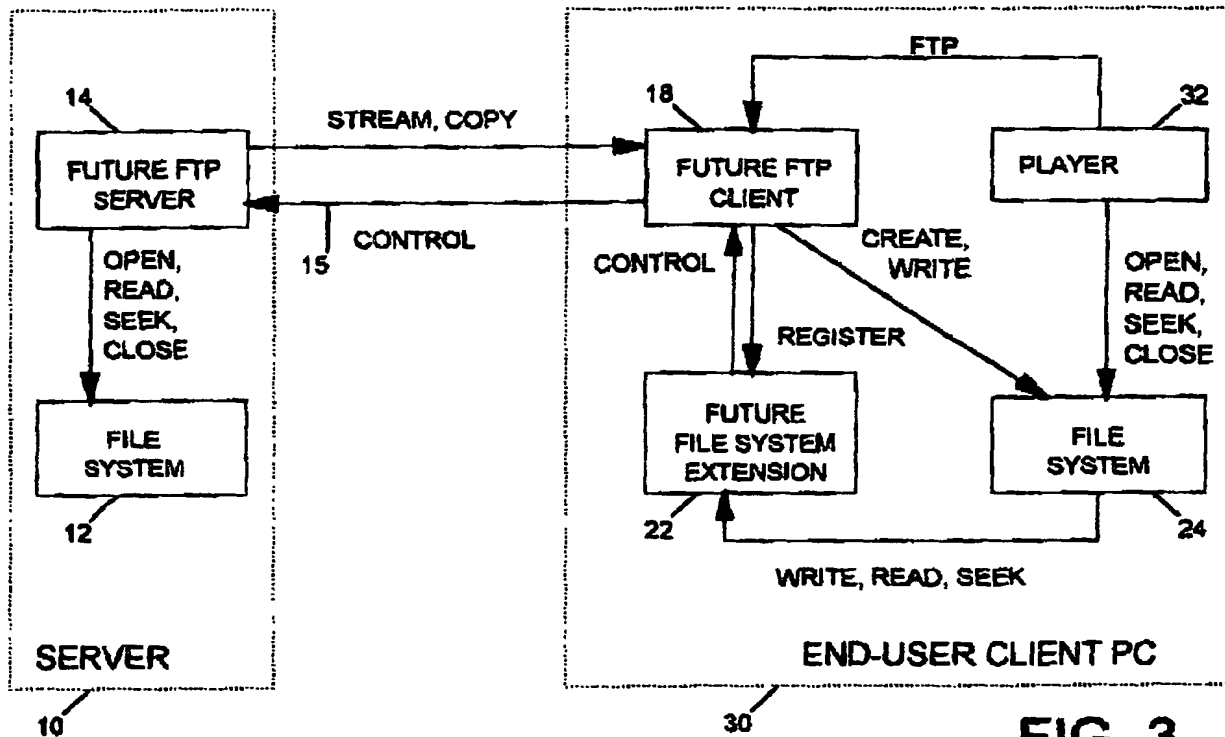 FTP
14
18
32
STREAM, COPY
FUTURE FTP
SERVER
FUTURE FTP
CLIENT
PLAYER
15
CONTROL
OPEN,
READ,
SEEK,
CLOSE
CONTROL
CREATE,
WRITE
OPEN,
READ,
SEEK,
CLOSE
REGISTER
FILE
SYSTEM
FUTURE
FILE SYSTEM
EXTENSION
FILE
SYSTEM
12
22
24
WRITE, READ, SEEK
SERVER
END-USER CLIENT PC
10
30
FIG. 3